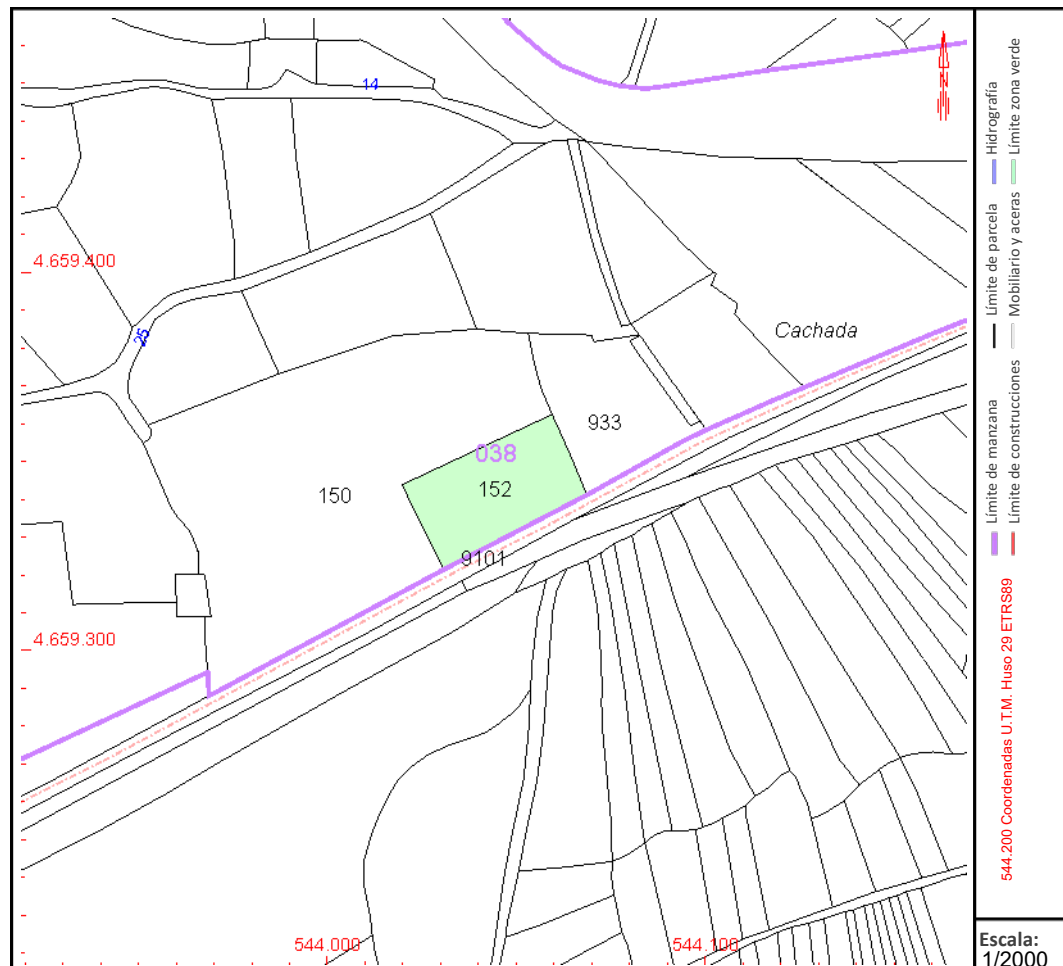 14
4.659.400
25
Cachada
933
038
152
150
9101
4.659.300
544.000
544.100
N
Límite de manzana
Límite de construcciones
Límite de parcela
Mobiliario y aceras
Hidrografía
Límite zona verde
544.200 Coordenadas U.T.M. Huso 29 ETRS89
Escala:
1/2000